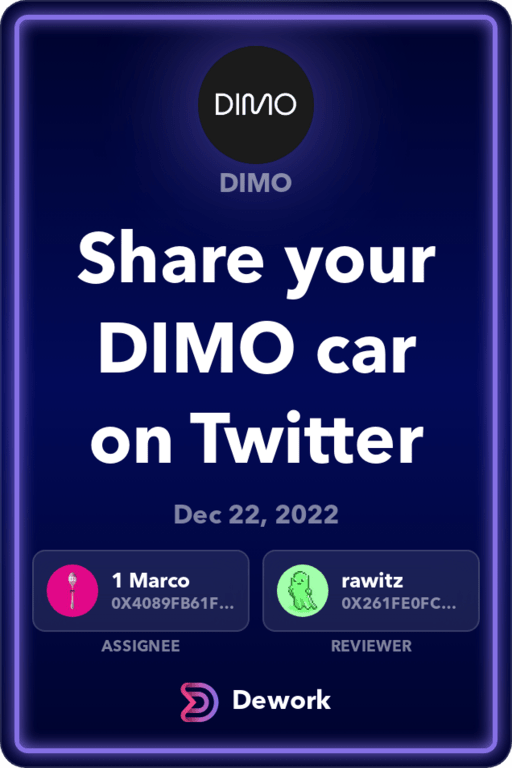 DIMO
DIMO
Share your
DIMO car
on Twitter
Dec 22, 2022
1 Marco
0X4089FB61F...
ASSIGNEE
rawitz
0X261FE0FC...
REVIEWER
Dework